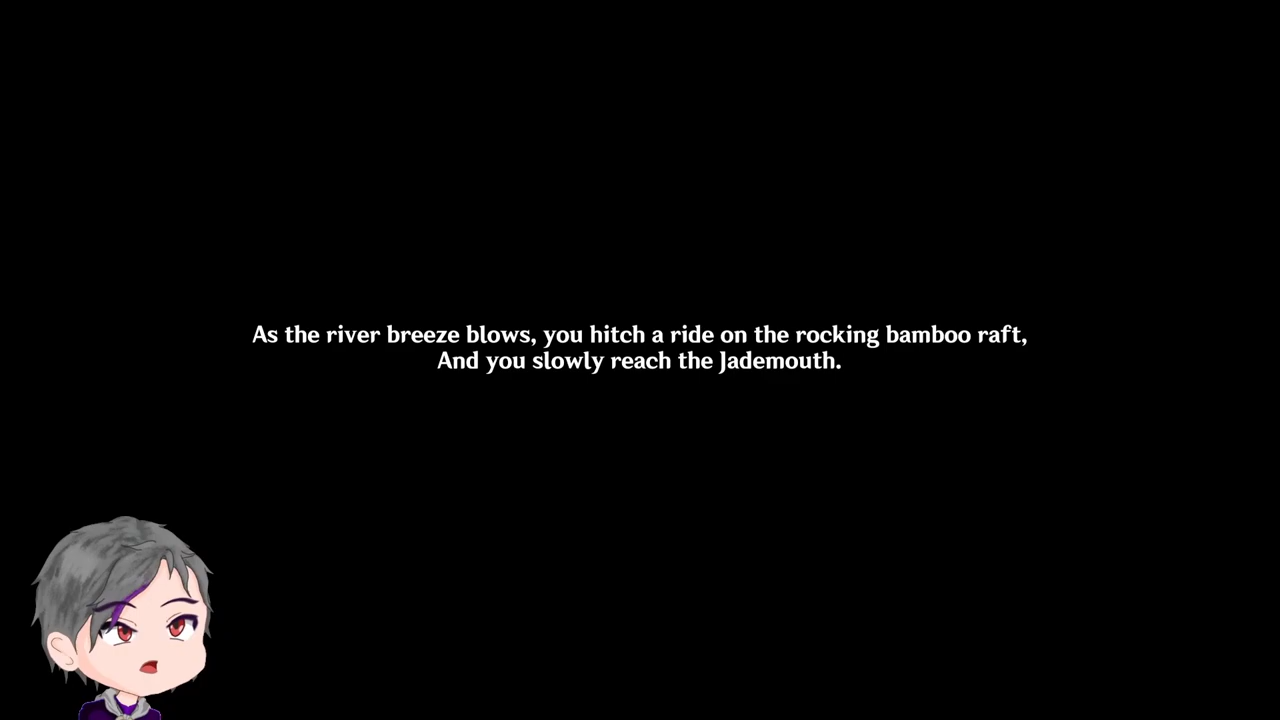 As the river breeze blows, you hitch a ride on the rocking bamboo raft,
And you slowly reach the Jademouth.